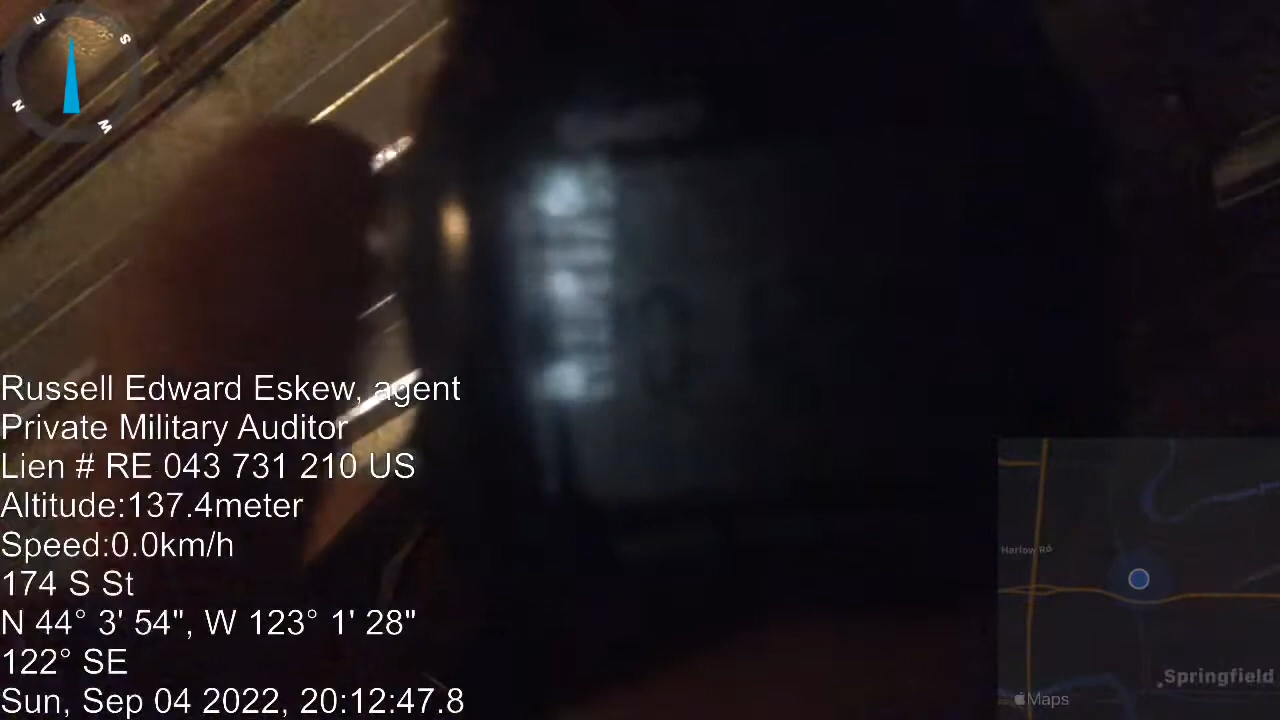 E
S
N
W
Russell Edward Eskew, agent
Private Military Auditor
Lien # RE 043 731 210 US
Altitude:137.4meter
Speed:0.0km/h
174 S St
N 44° 3' 54", W 123° 1' 28"
122° SE
Sun, Sep 04 2022, 20:12:47.8
Harlow Rd
Springfield
Maps